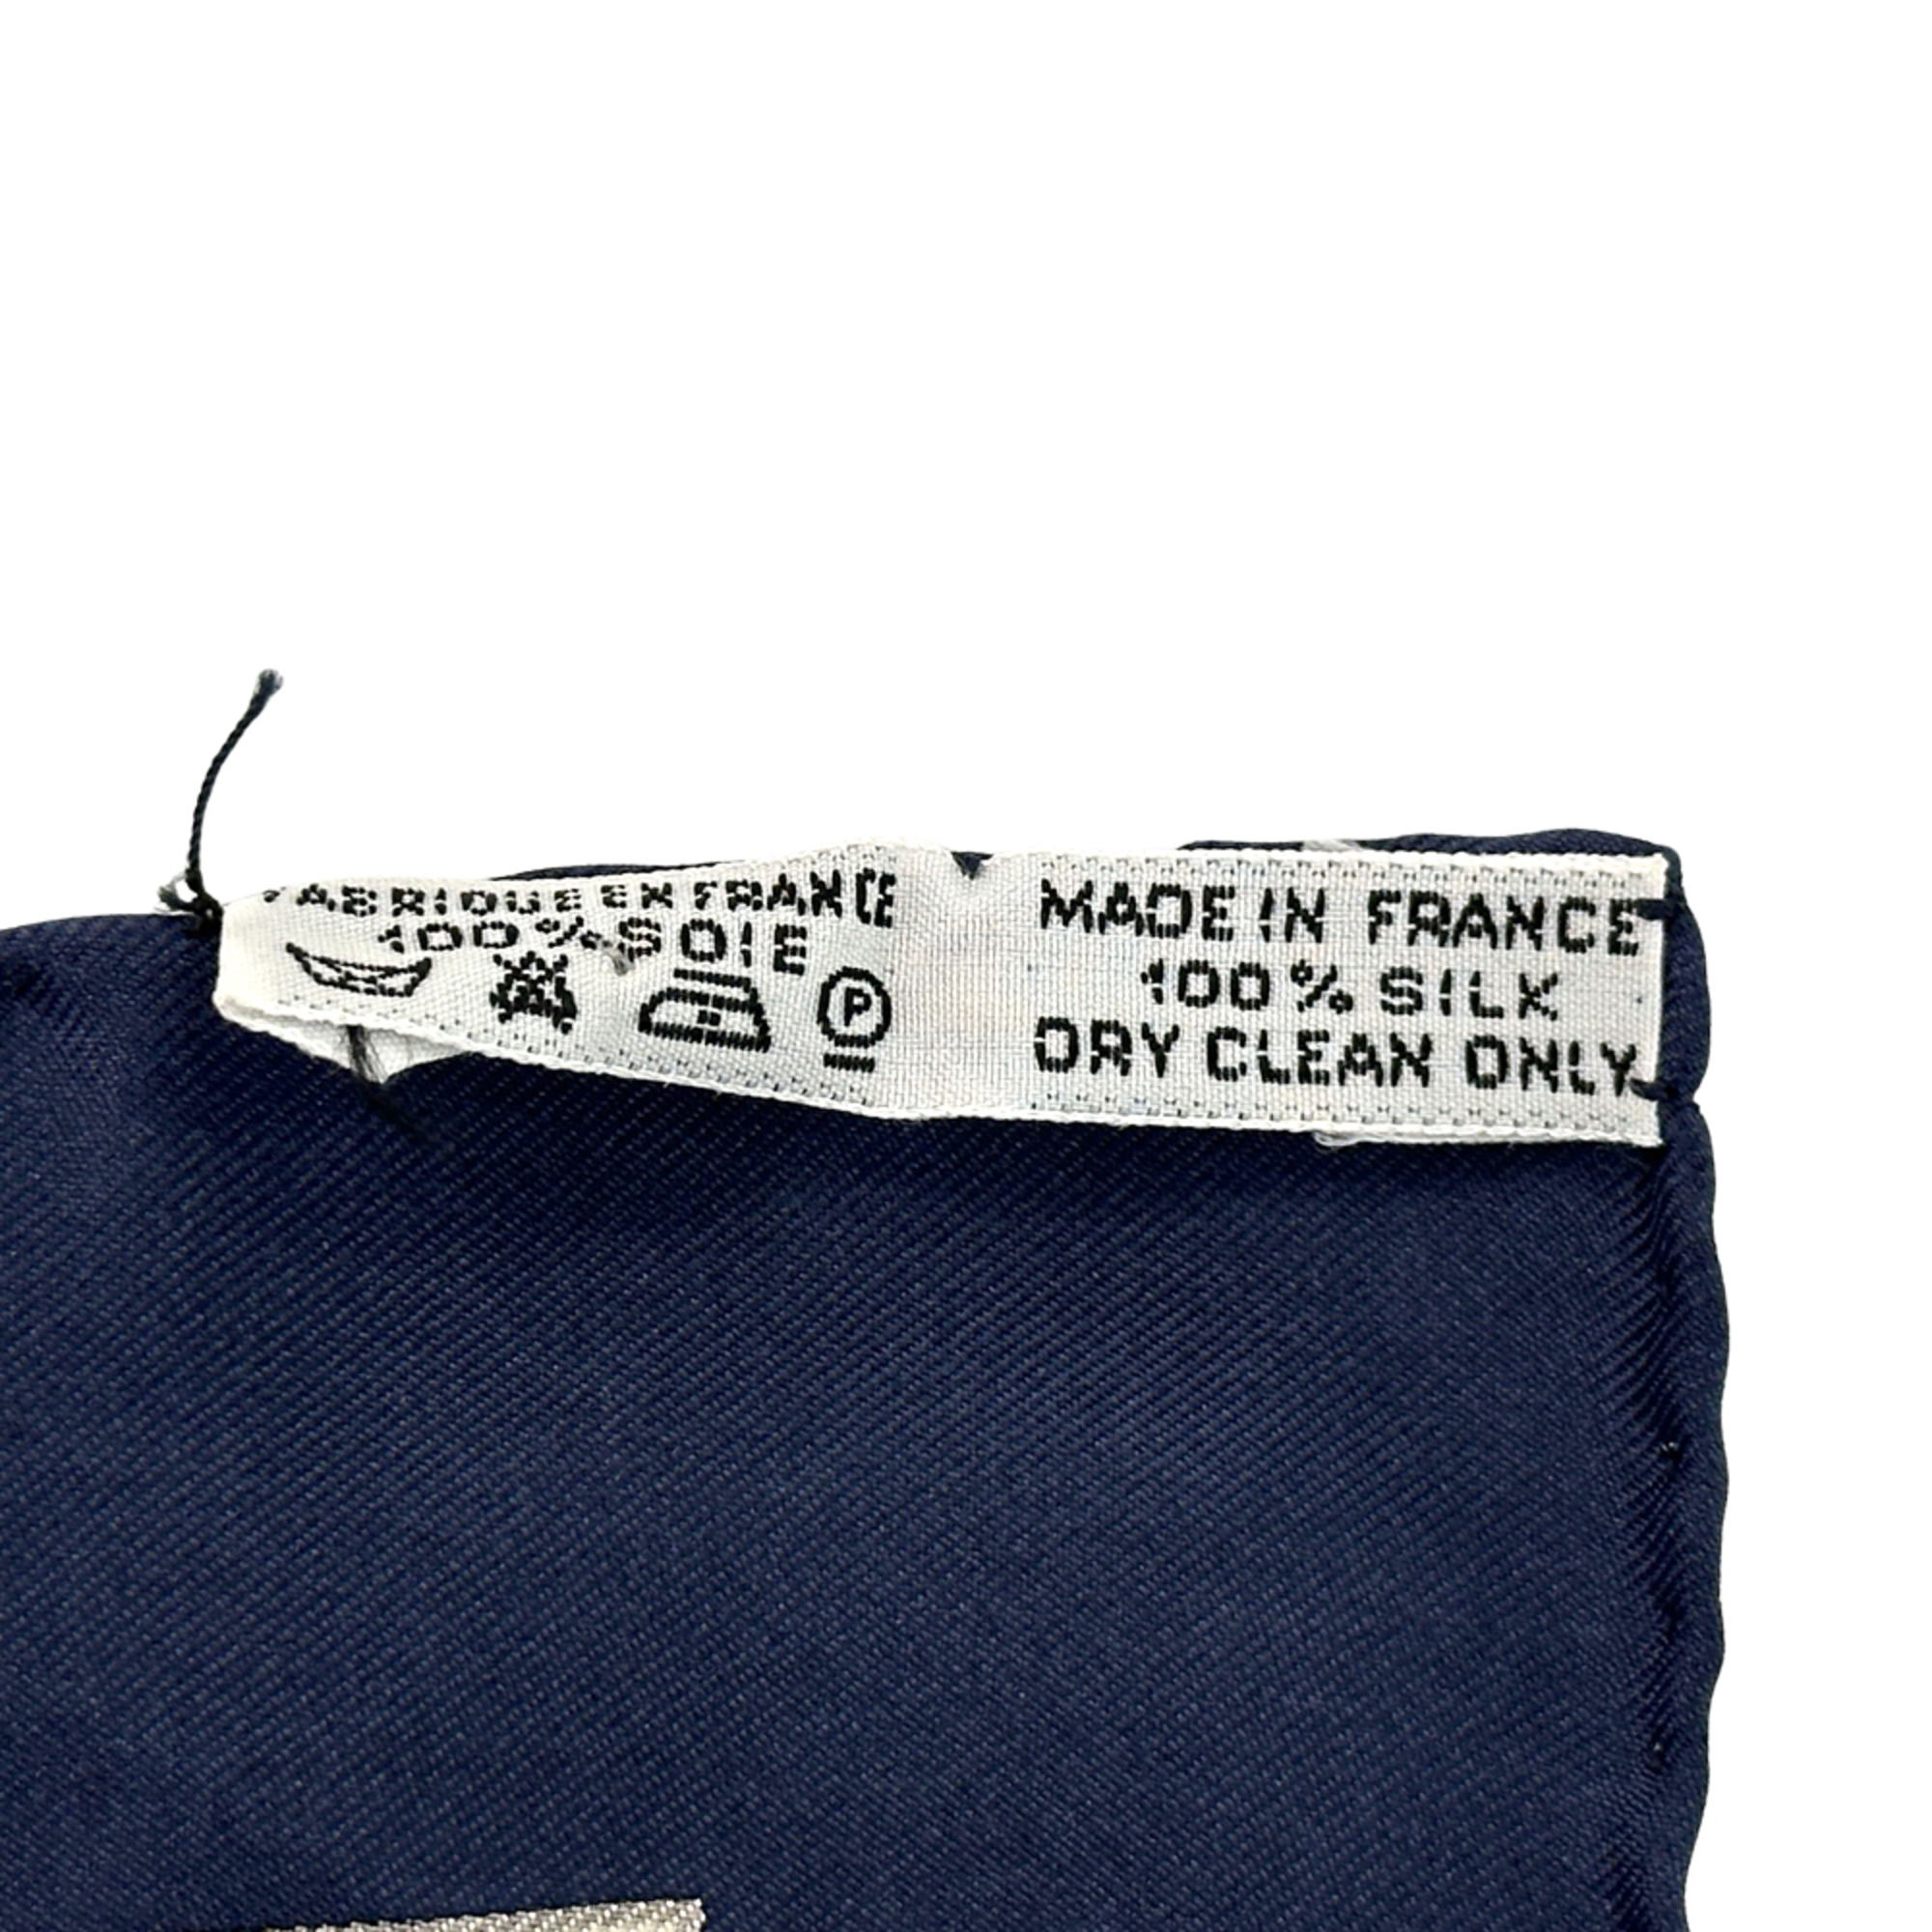 FABRIQUE EN FRANCE
100% SOIE
P
MADE IN FRANCE
100% SILK
DRY CLEAN ONLY